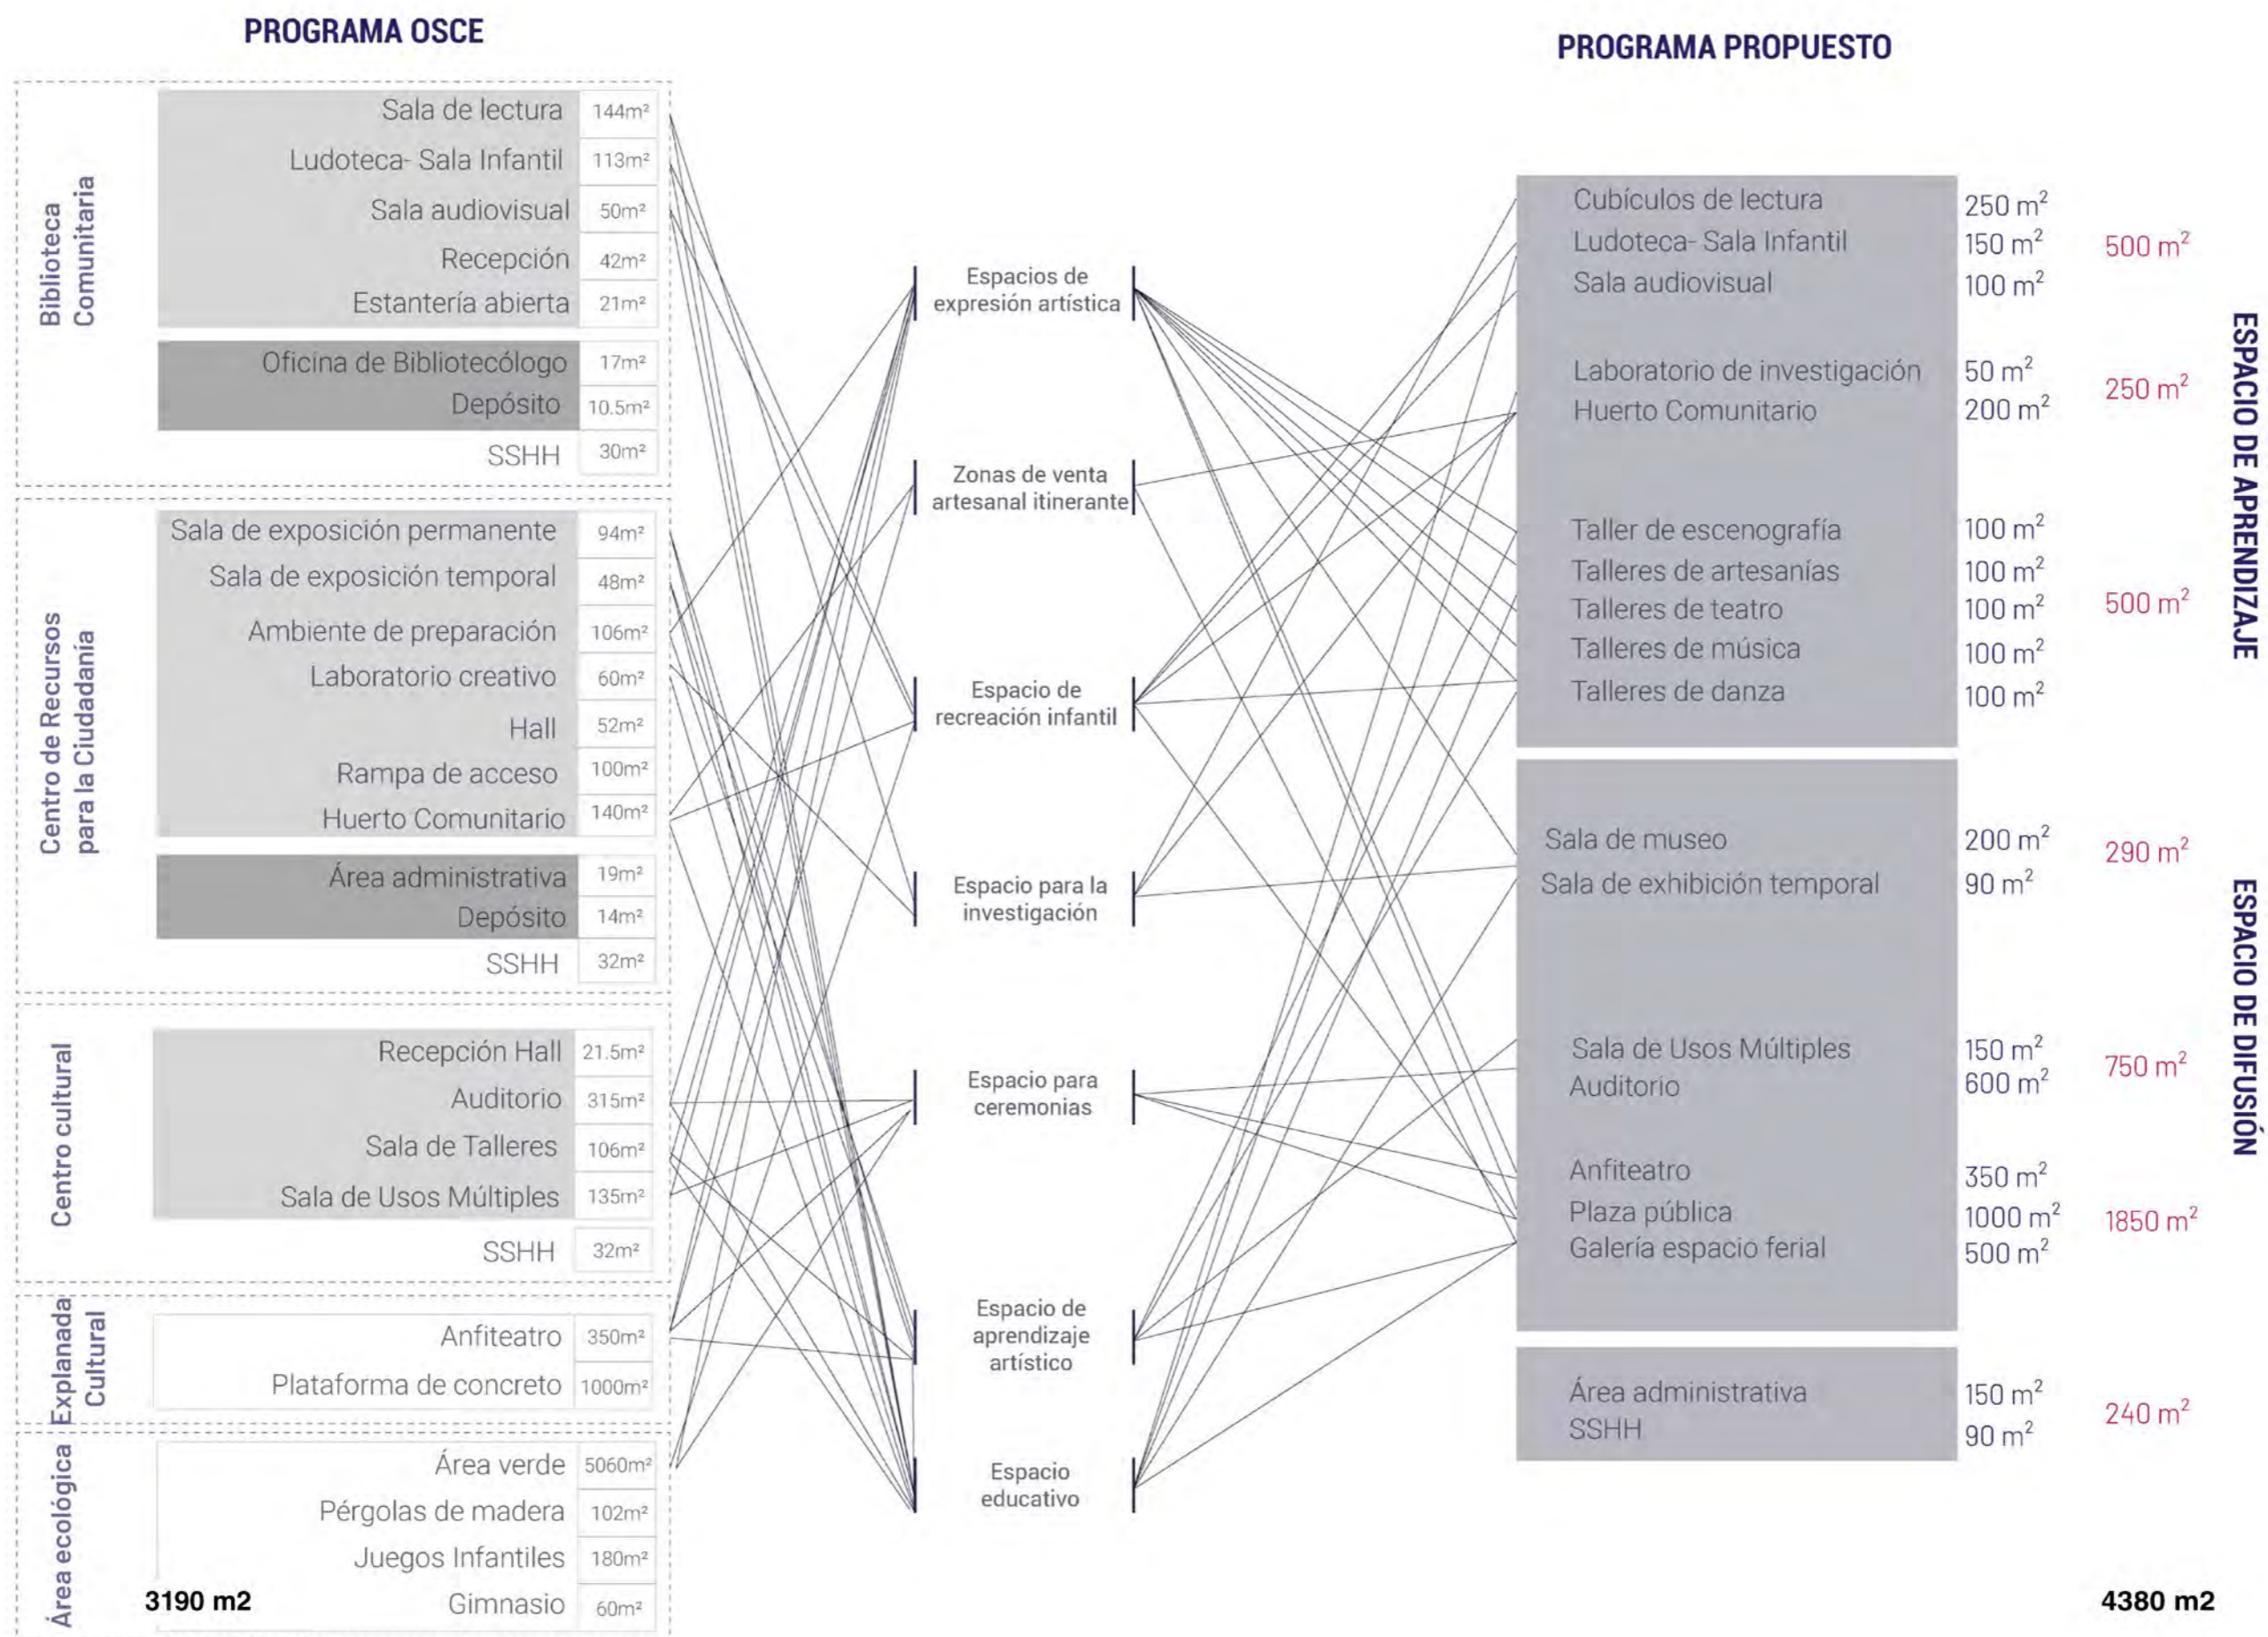 PROGRAMA OSCE
Biblioteca
Comunitaria
Sala de lectura 144m²
Ludoteca- Sala Infantil 113m²
Sala audiovisual 50m²
Recepción 42m²
Estantería abierta 21m²
Oficina de Bibliotecólogo 17m²
Depósito 10.5m²
SSHH 30m²
Centro de Recursos
para la Ciudadanía
Sala de exposición permanente 94m²
Sala de exposición temporal 48m²
Ambiente de preparación 106m²
Laboratorio creativo 60m²
Hall 52m²
Rampa de acceso 100m²
Huerto Comunitario 140m²
Área administrativa 19m²
Depósito 14m²
SSHH 32m²
Centro cultural
Recepción Hall 21.5m²
Auditorio 315m²
Sala de Talleres 106m²
Sala de Usos Múltiples 135m²
SSHH 32m²
Explanada
Cultural
Anfiteatro 350m²
Plataforma de concreto 1000m²
Área ecológica
Área verde 5060m²
Pérgolas de madera 102m²
Juegos Infantiles 180m²
Gimnasio 60m²
3190 m2
Espacios de
expresión artística
Zonas de venta
artesanal itinerante
Espacio de
recreación infantil
Espacio para la
investigación
Espacio para
ceremonias
Espacio de
aprendizaje
artístico
Espacio
educativo
PROGRAMA PROPUESTO
Cubículos de lectura 250 m²
Ludoteca- Sala Infantil 150 m²
Sala audiovisual 100 m²
500 m²
Laboratorio de investigación 50 m²
Huerto Comunitario 200 m²
250 m²
Taller de escenografía 100 m²
Talleres de artesanías 100 m²
Talleres de teatro 100 m²
Talleres de música 100 m²
Talleres de danza 100 m²
500 m²
ESPACIO DE APRENDIZAJE
Sala de museo 200 m²
Sala de exhibición temporal 90 m²
290 m²
Sala de Usos Múltiples 150 m²
Auditorio 600 m²
750 m²
Anfiteatro 350 m²
Plaza pública 1000 m²
Galería espacio ferial 500 m²
1850 m²
ESPACIO DE DIFUSIÓN
Área administrativa 150 m²
SSHH 90 m²
240 m²
4380 m2